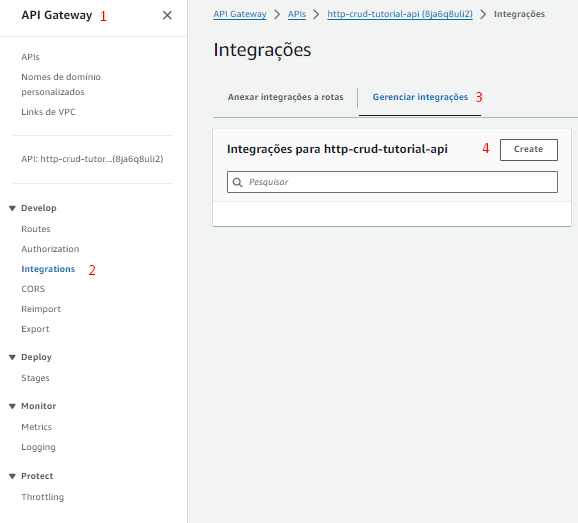 API Gateway 1
APIs
Nomes de domínio
personalizados
Links de VPC
API: http-crud-tutor...(8ja6q8uli2)
Develop
Routes
Authorization
Integrations 2
CORS
Reimport
Export
Deploy
Stages
Monitor
Metrics
Logging
Protect
Throttling
API Gateway > APIs > http-crud-tutorial-api (8ja6q8uli2) > Integrações
Integrações
Anexar integrações a rotas
Gerenciar integrações 3
Integrações para http-crud-tutorial-api 4 Create
Pesquisar